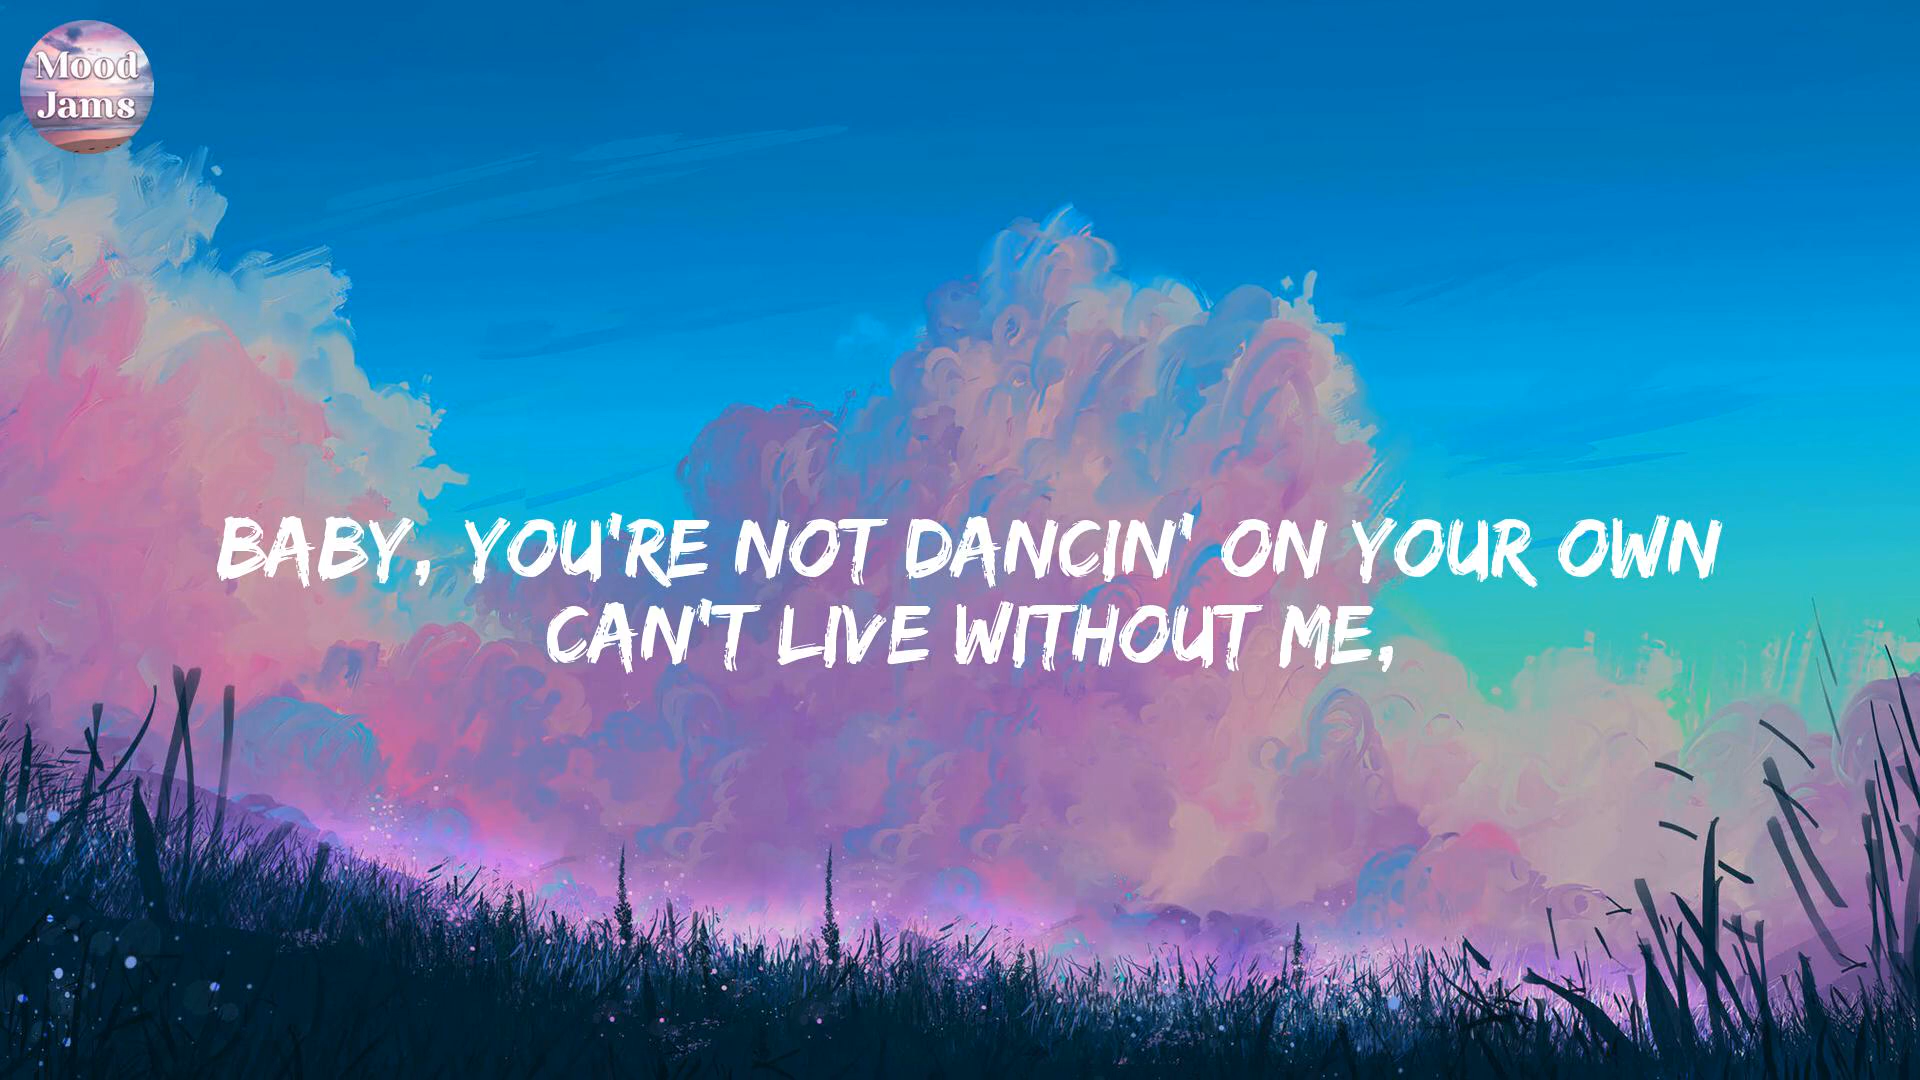 Mood
Jams
BABY, YOU'RE NOT DANCIN' ON YOUR OWN
CAN'T LIVE WITHOUT ME,